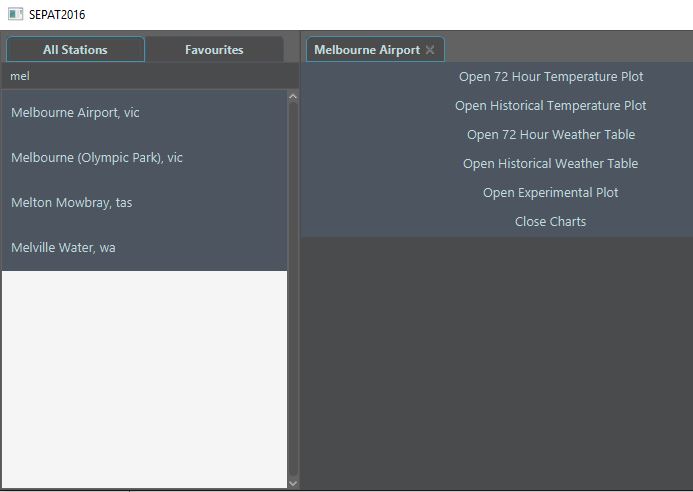 SEPAT2016
All Stations
Favourites
mel
Melbourne Airport, vic
Melbourne (Olympic Park), vic
Melton Mowbray, tas
Melville Water, wa
Melbourne Airport
Open 72 Hour Temperature Plot
Open Historical Temperature Plot
Open 72 Hour Weather Table
Open Historical Weather Table
Open Experimental Plot
Close Charts